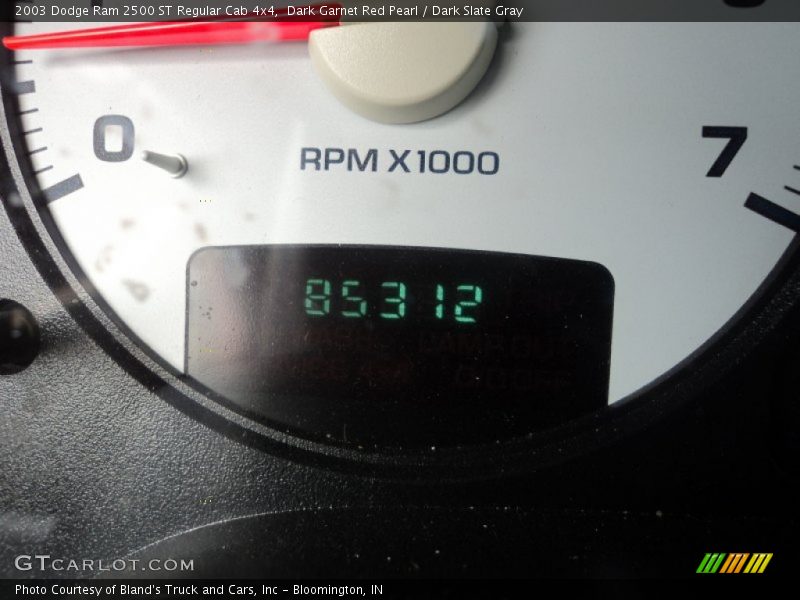 2003 Dodge Ram 2500 ST Regular Cab 4x4, Dark Garnet Red Pearl / Dark Slate Gray
0
7
RPM X1000
85312
GTCARLOT.COM
Photo Courtesy of Bland's Truck and Cars, Inc - Bloomington, IN